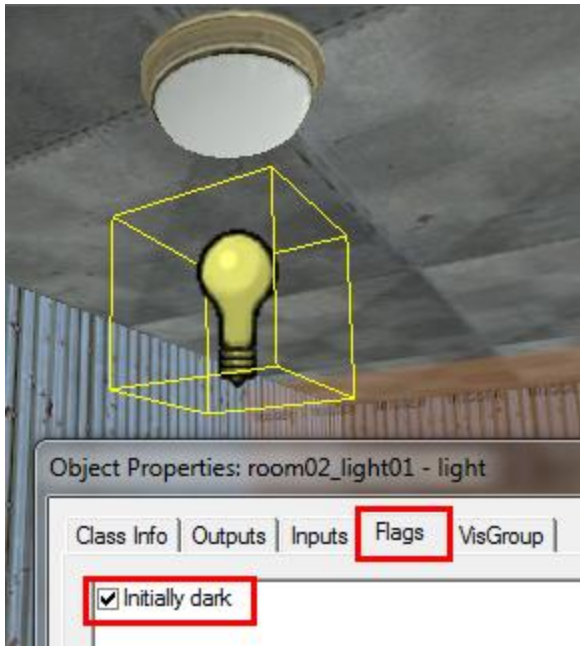 Object Properties: room02_light01 - light
Class Info Outputs Inputs Flags VisGroup
Initially dark